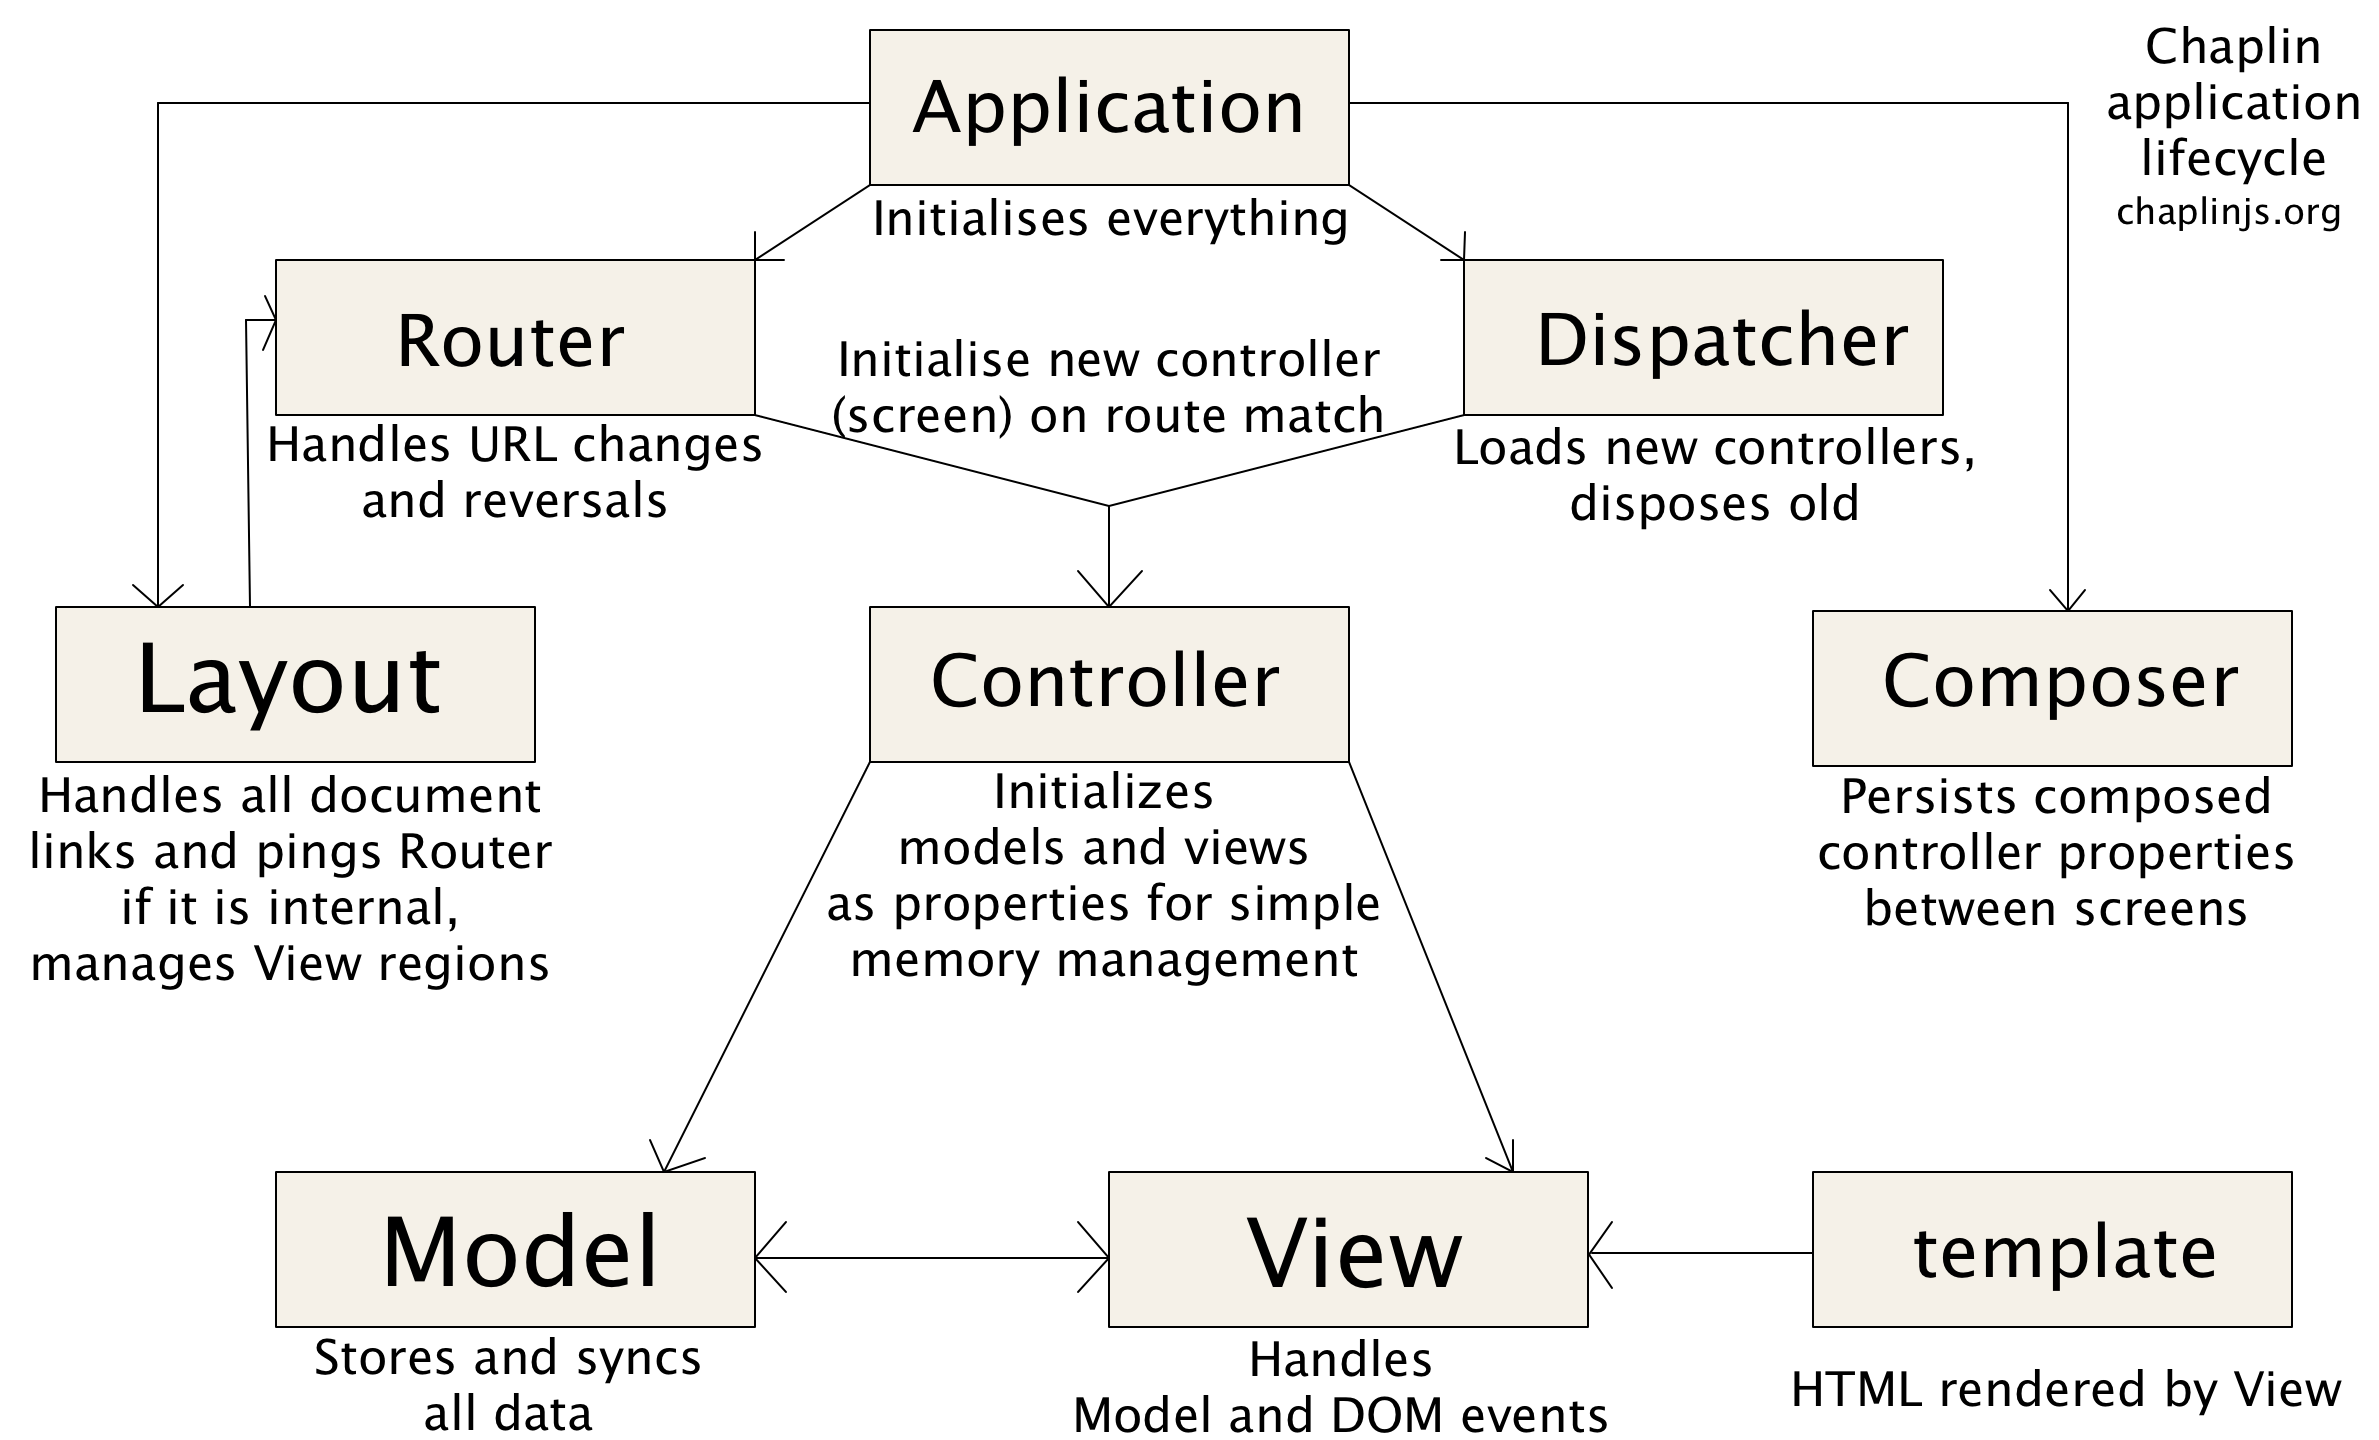 Application
Initialises everything
Chaplin
application
lifecycle
chaplinjs.org
Router
Handles URL changes
and reversals
Initialise new controller
(screen) on route match
Dispatcher
Loads new controllers,
disposes old
Layout
Handles all document
links and pings Router
if it is internal,
manages View regions
Controller
Initializes
models and views
as properties for simple
memory management
Composer
Persists composed
controller properties
between screens
Model
Stores and syncs
all data
View
Handles
Model and DOM events
template
HTML rendered by View